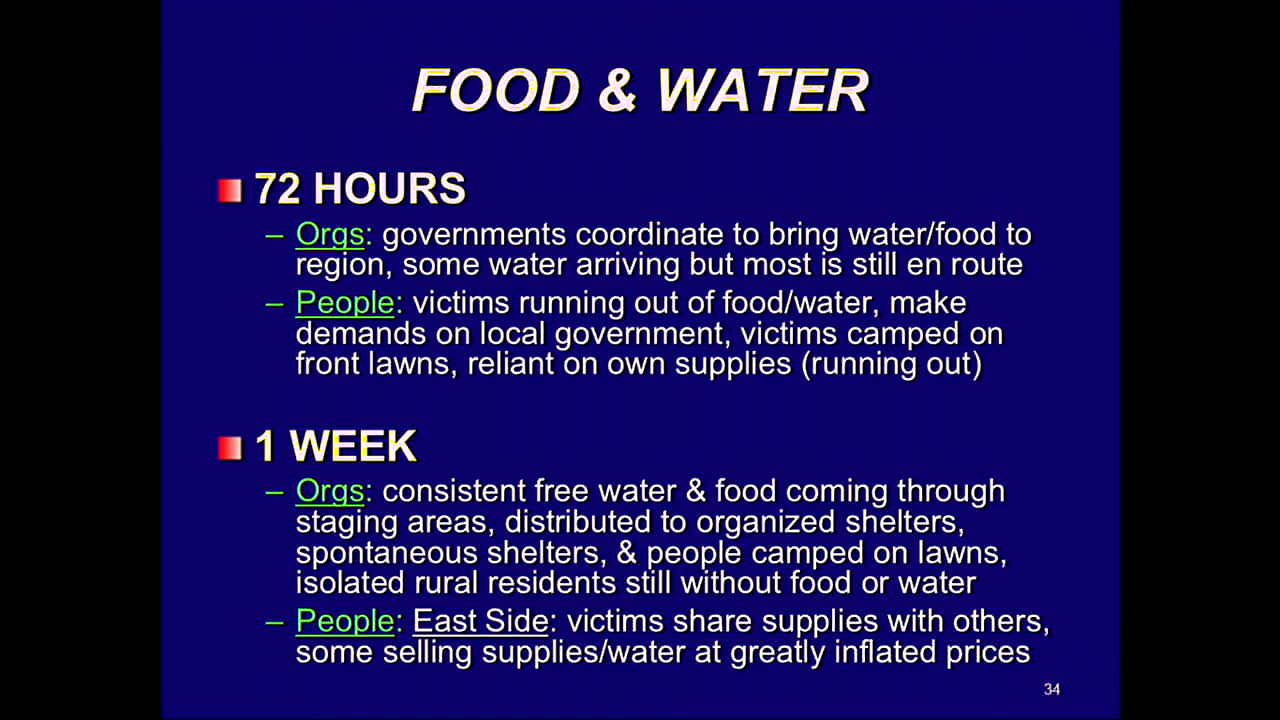 FOOD & WATER
72 HOURS
– Orgs: governments coordinate to bring water/food to
region, some water arriving but most is still en route
– People: victims running out of food/water, make
demands on local government, victims camped on
front lawns, reliant on own supplies (running out)
1 WEEK
– Orgs: consistent free water & food coming through
staging areas, distributed to organized shelters,
spontaneous shelters, & people camped on lawns,
isolated rural residents still without food or water
– People: East Side: victims share supplies with others,
some selling supplies/water at greatly inflated prices
34